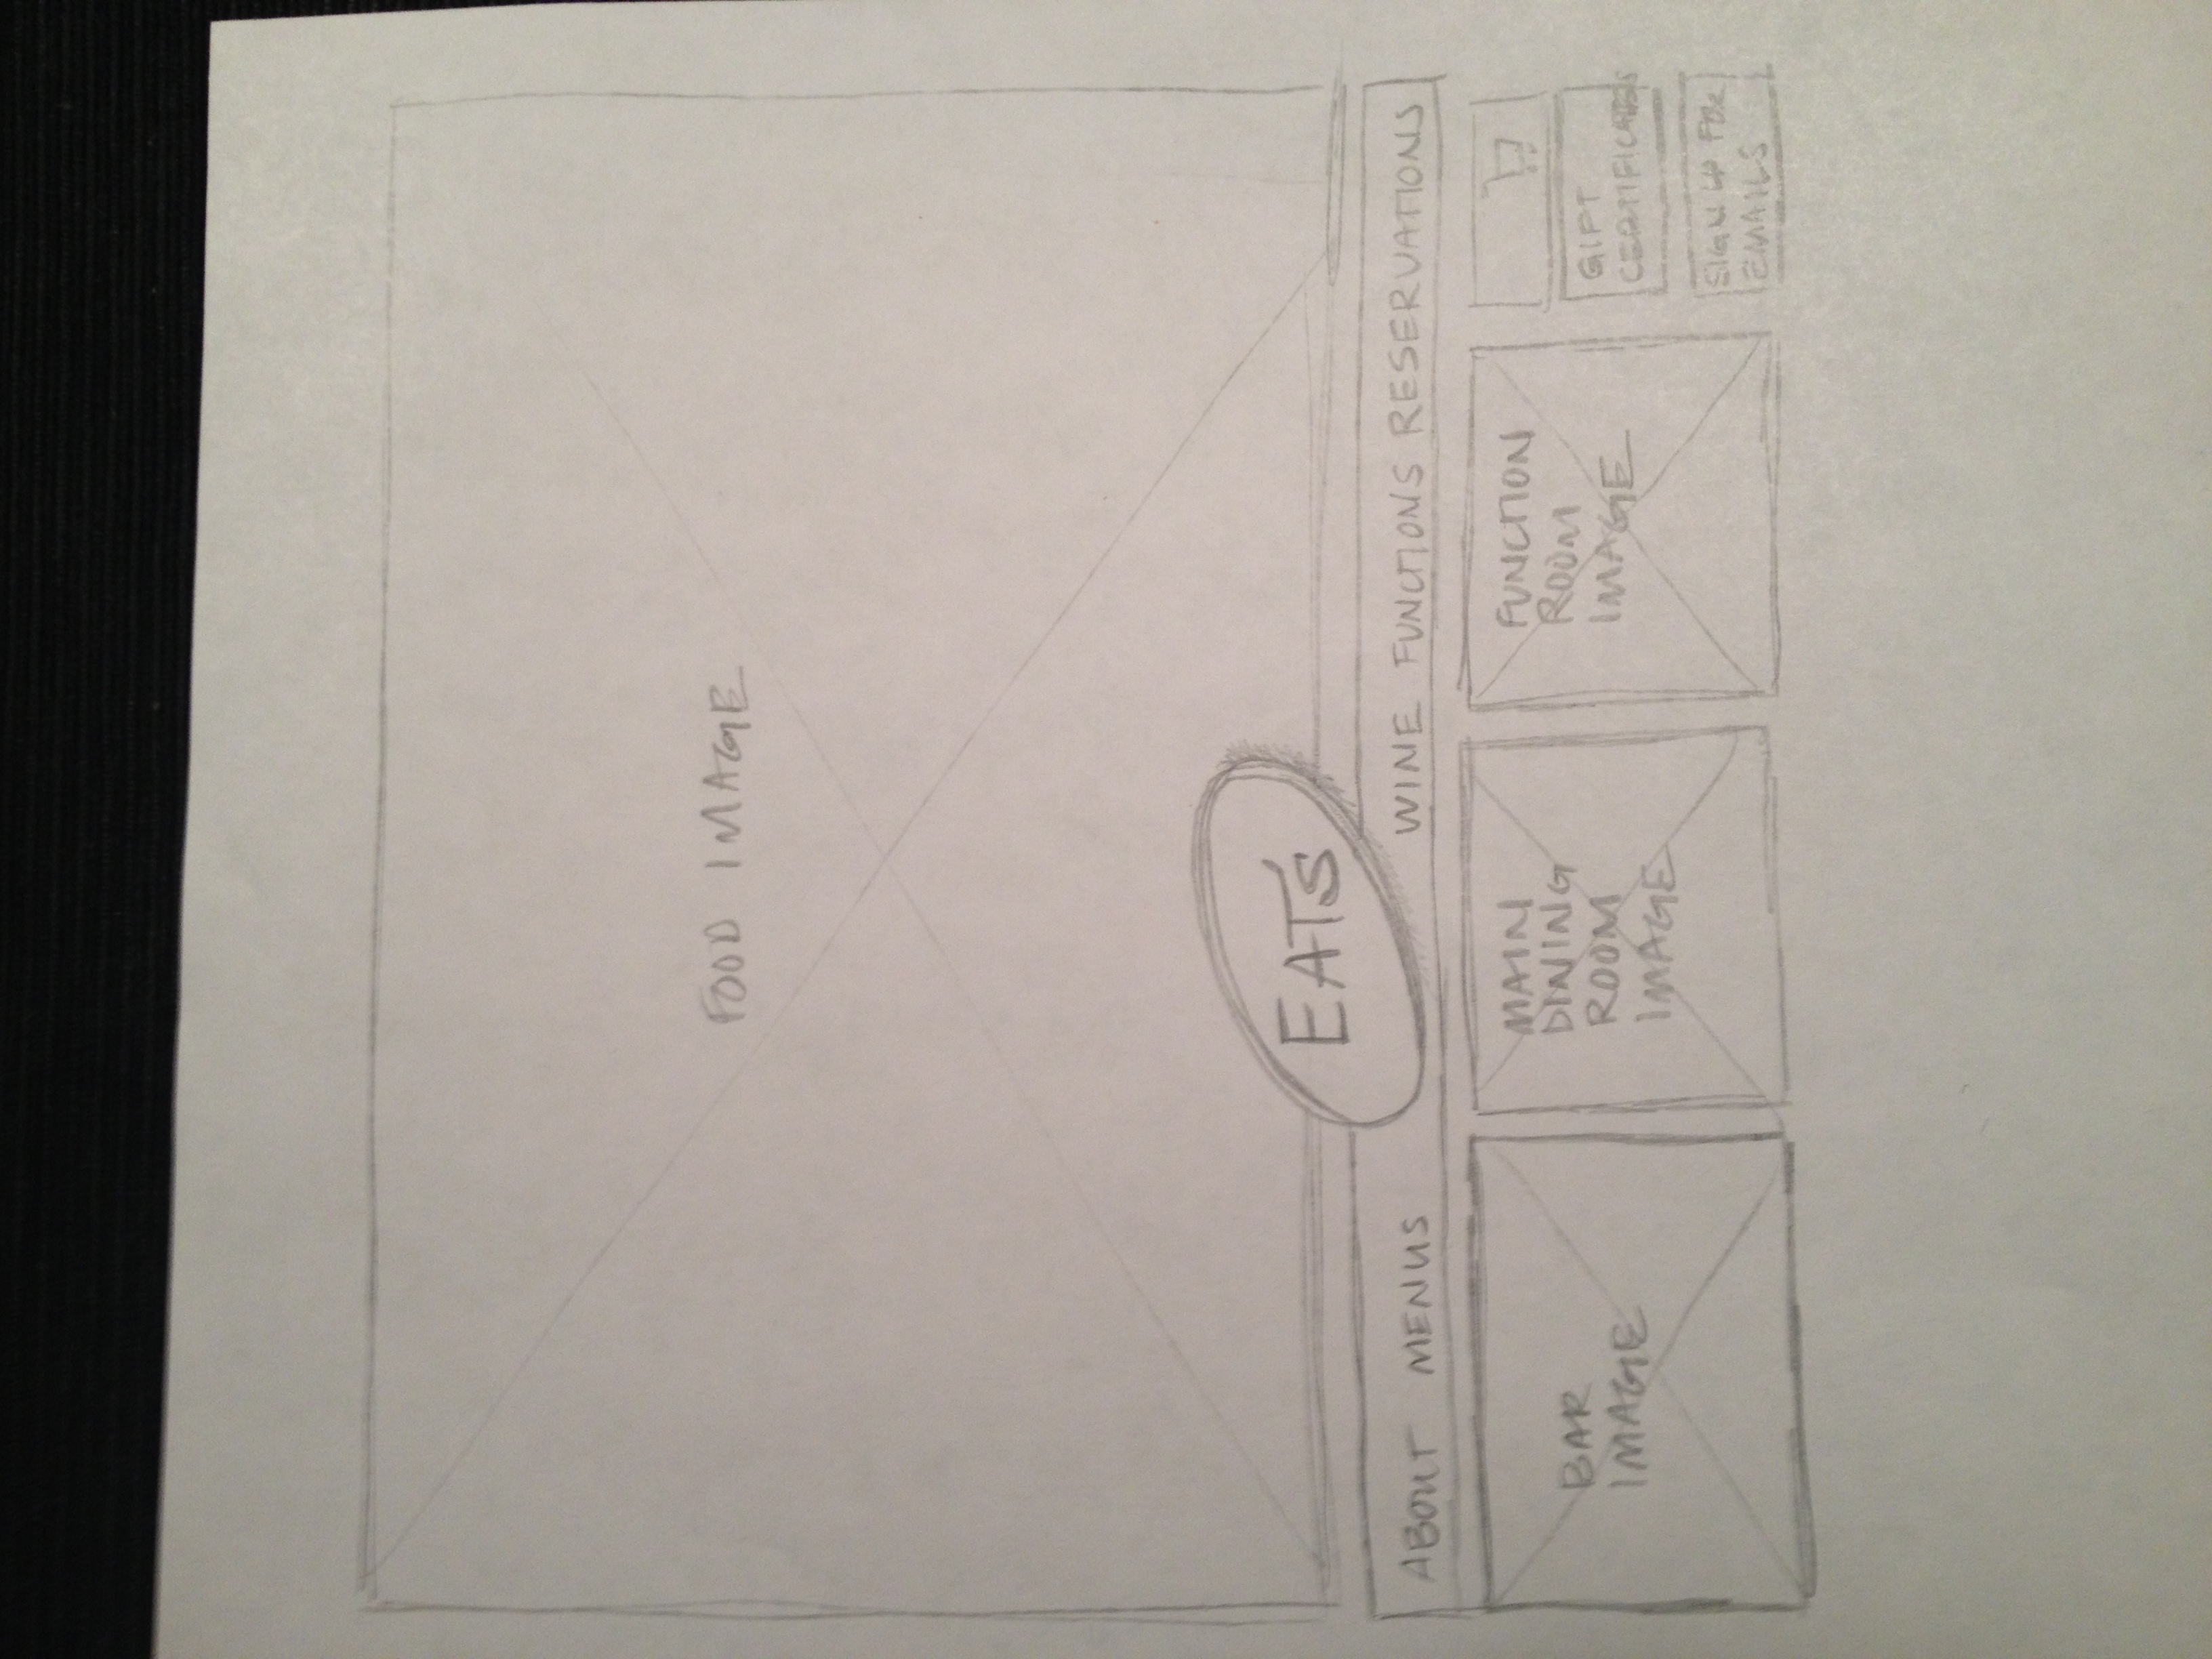 FOOD IMAGE
EATS
ABOUT MENUS WINE FUNCTIONS RESERVATIONS
BAR
IMAGE
MAIN
DINING
ROOM
IMAGE
FUNCTION
ROOM
IMAGE
GIFT
CERTIFICATES
SIGN UP FOR
EMAILS